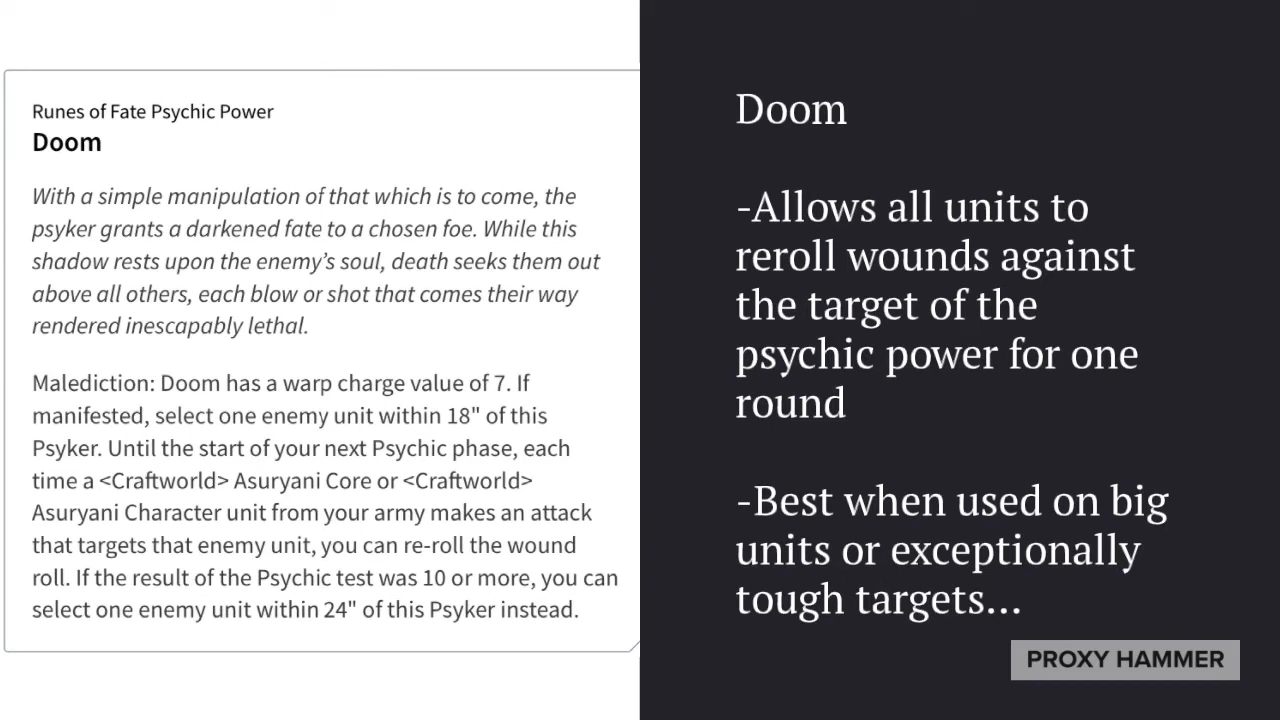 Runes of Fate Psychic Power
Doom
With a simple manipulation of that which is to come, the
psyker grants a darkened fate to a chosen foe. While this
shadow rests upon the enemy’s soul, death seeks them out
above all others, each blow or shot that comes their way
rendered inescapably lethal.
Malediction: Doom has a warp charge value of 7. If
manifested, select one enemy unit within 18" of this
Psyker. Until the start of your next Psychic phase, each
time a <Craftworld> Asuryani Core or <Craftworld>
Asuryani Character unit from your army makes an attack
that targets that enemy unit, you can re-roll the wound
roll. If the result of the Psychic test was 10 or more, you can
select one enemy unit within 24" of this Psyker instead.
Doom
-Allows all units to
reroll wounds against
the target of the
psychic power for one
round
-Best when used on big
units or exceptionally
tough targets...
PROXY HAMMER